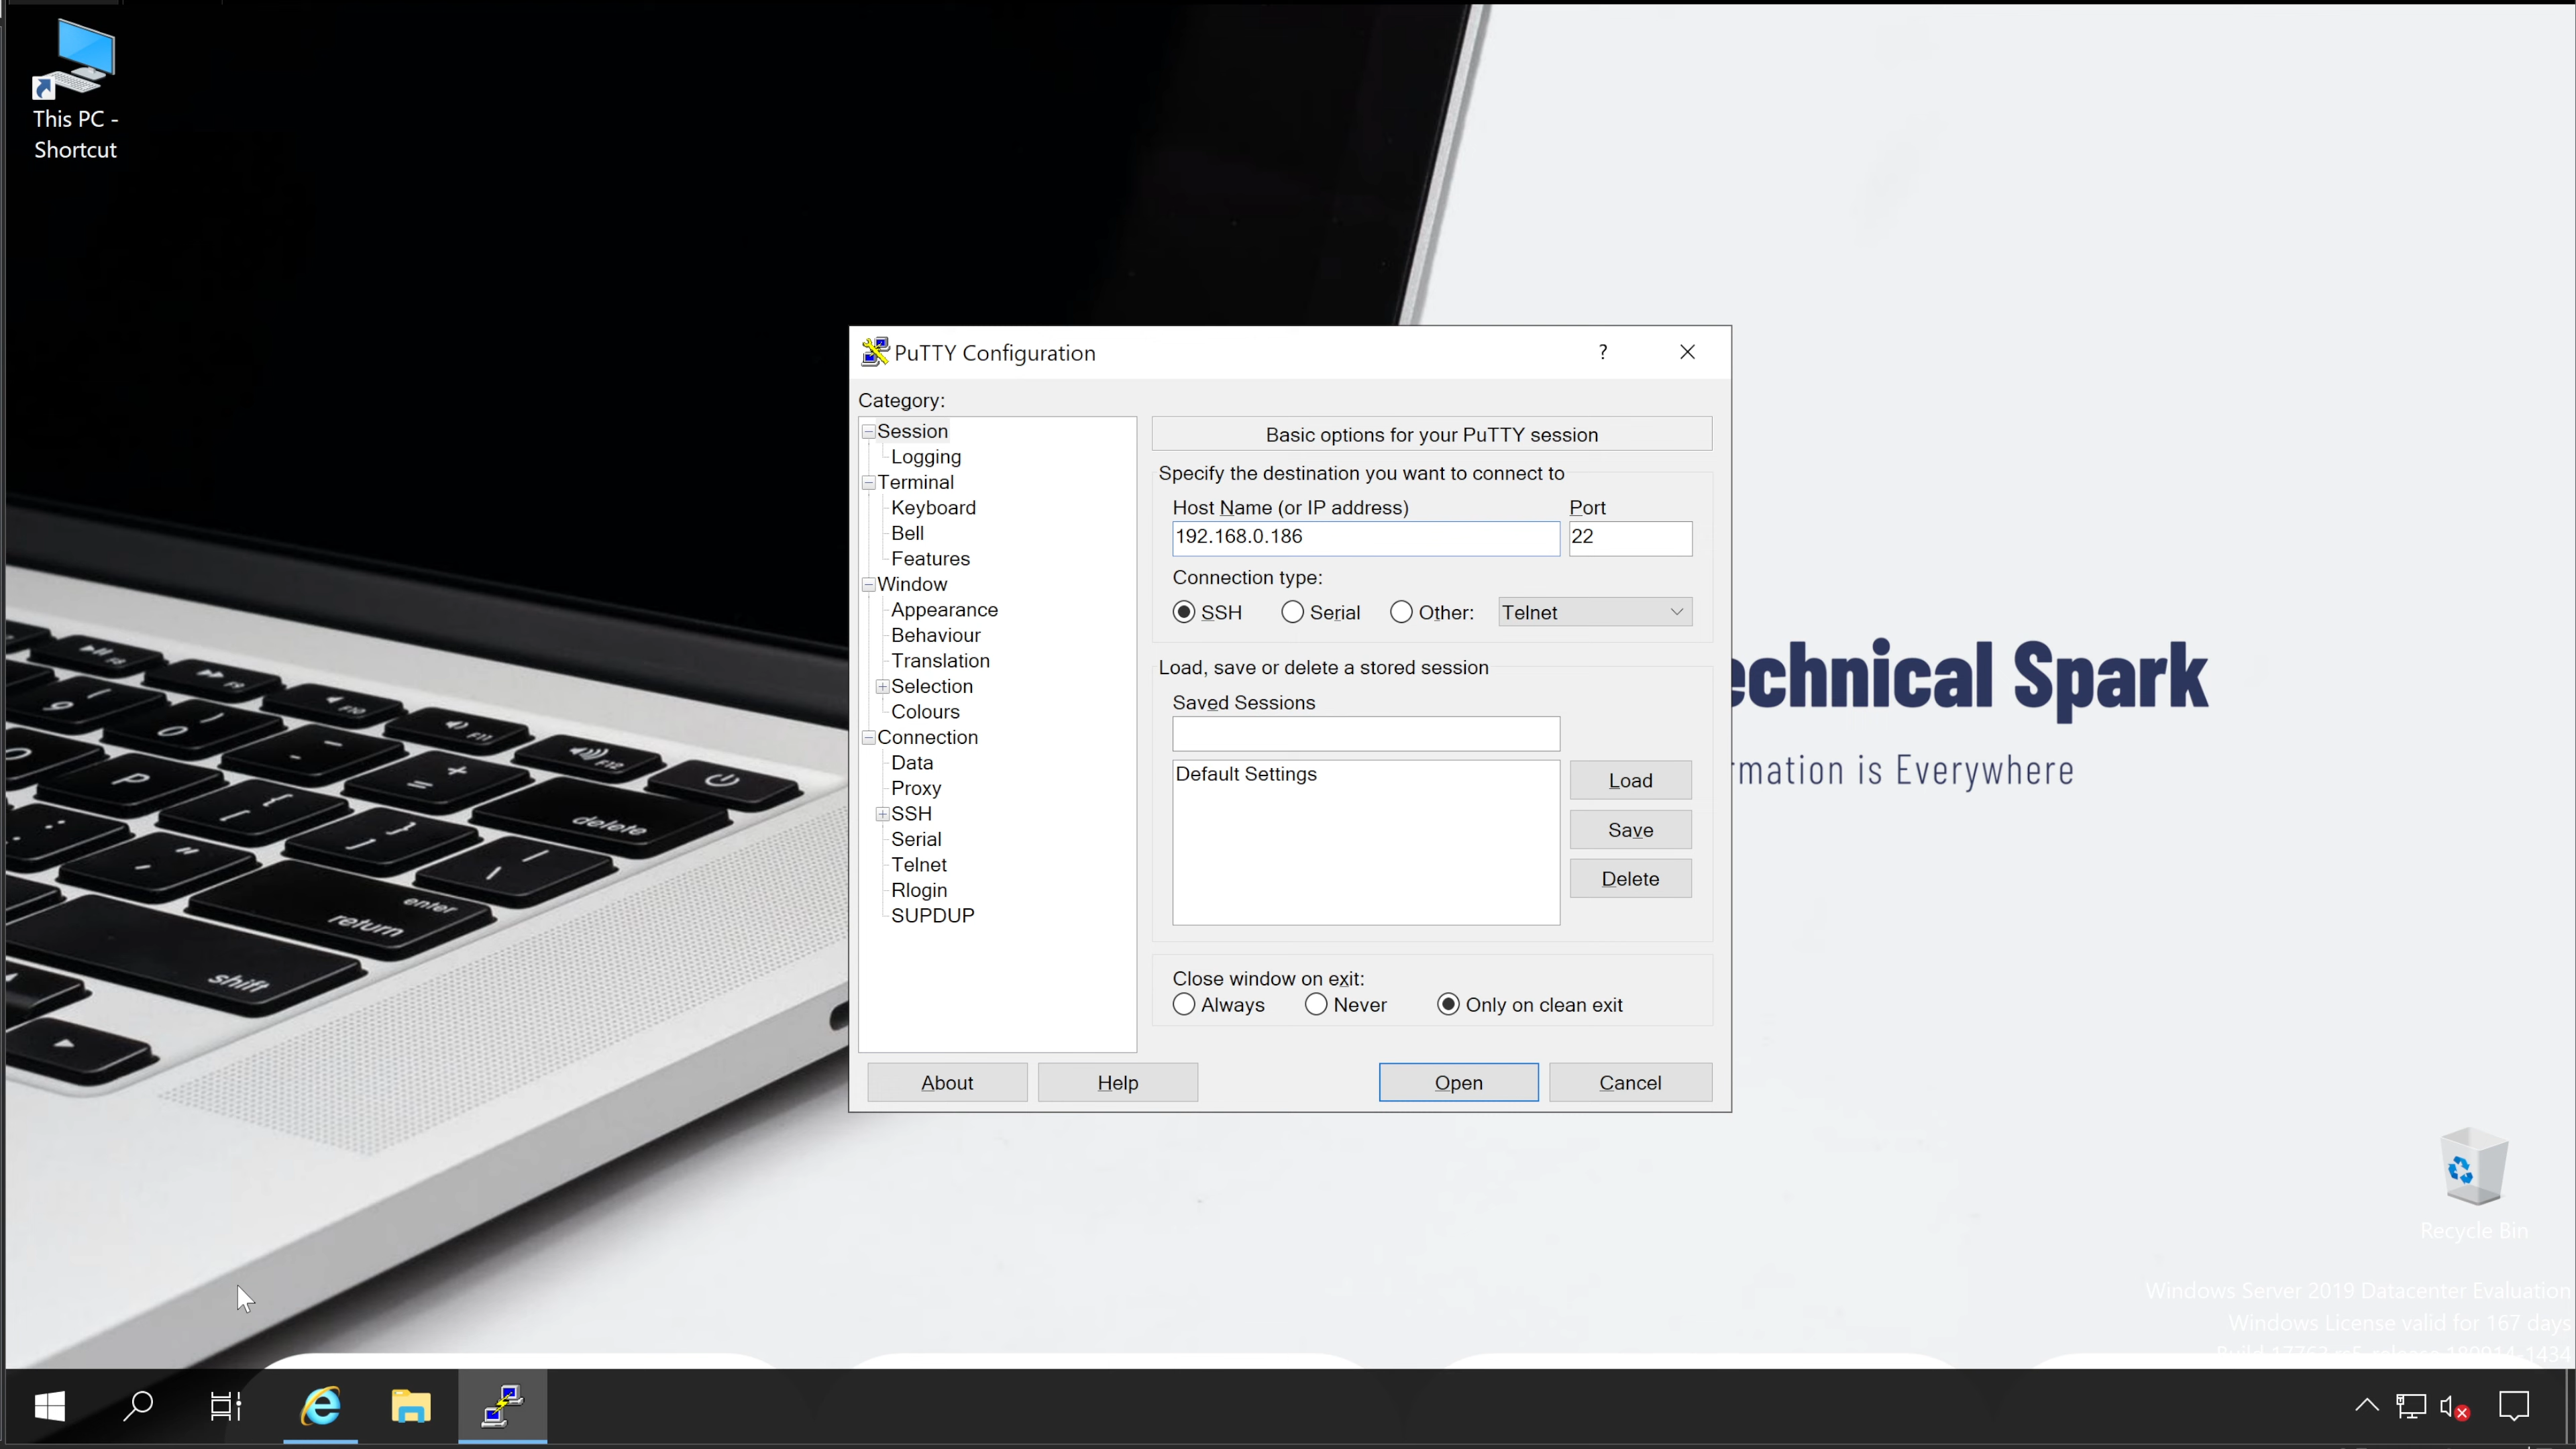 This PC -
Shortcut
PuTTY Configuration
?
Category:
Session
Logging
Terminal
Keyboard
Bell
Features
Window
Appearance
Behaviour
Translation
Selection
Colours
Connection
Data
Proxy
SSH
Serial
Telnet
Rlogin
SUPDUP
Basic options for your PuTTY session
Specify the destination you want to connect to
Host Name (or IP address) Port
192.168.0.186 22
Connection type:
SSH Serial Other: Telnet
Load, save or delete a stored session
Saved Sessions
Default Settings
Load
Save
Delete
Close window on exit:
Always Never Only on clean exit
About Help Open Cancel
echnical Spark
rmation is Everywhere
delete
enter
return
shift
Recycle Bin
Windows Server 2019 Datacenter Evaluation
Windows License valid for 167 days